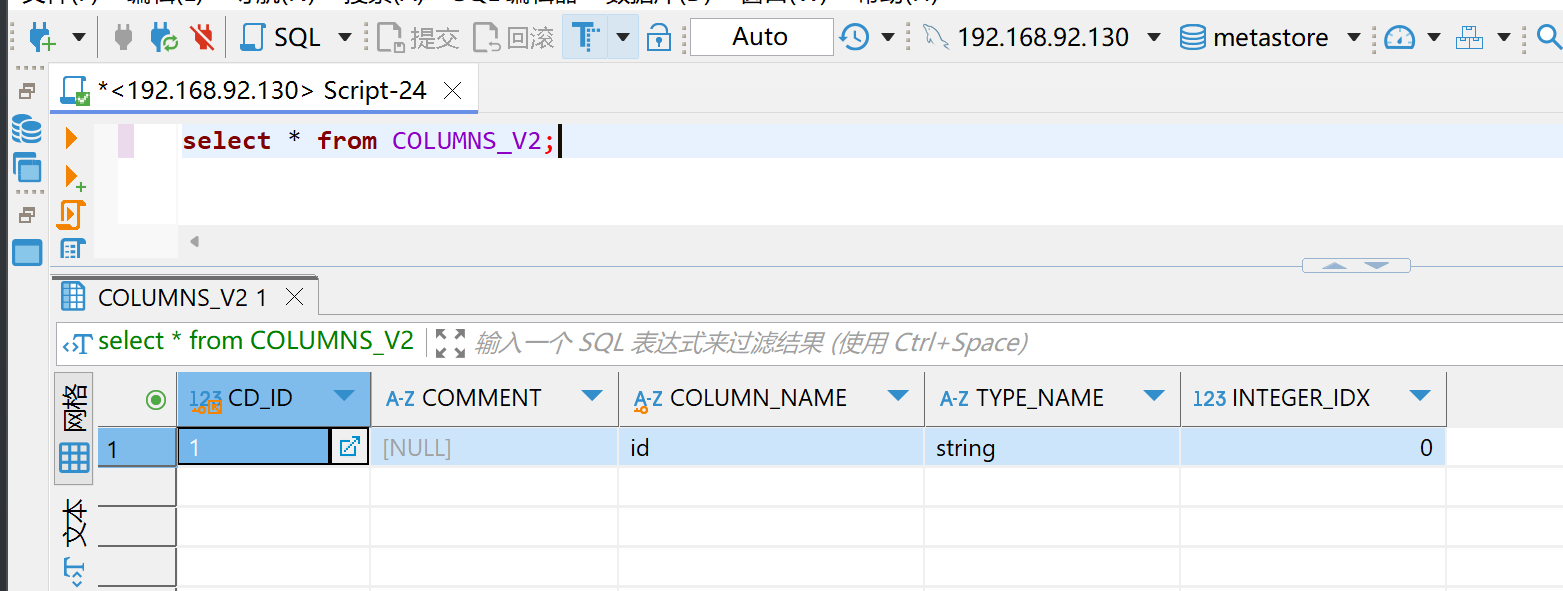 SQL 提交 回滚 Auto 192.168.92.130 metastore
*<192.168.92.130> Script-24
select * from COLUMNS_V2;
COLUMNS_V2 1
select * from COLUMNS_V2 输入一个 SQL 表达式来过滤结果 (使用 Ctrl+Space)
网格
文本
123 CD_ID A-Z COMMENT A-Z COLUMN_NAME A-Z TYPE_NAME 123 INTEGER_IDX
1 1 [NULL] id string 0